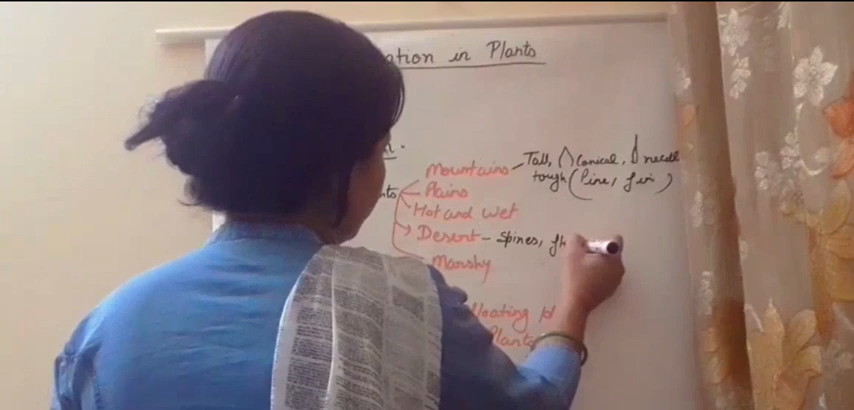 ation in Plants
Mountains - Tall, Conical, needle
tough (Pine, fir)
Plains
Hot and Wet
Desert - Spines,
Marshy
floating
Plants